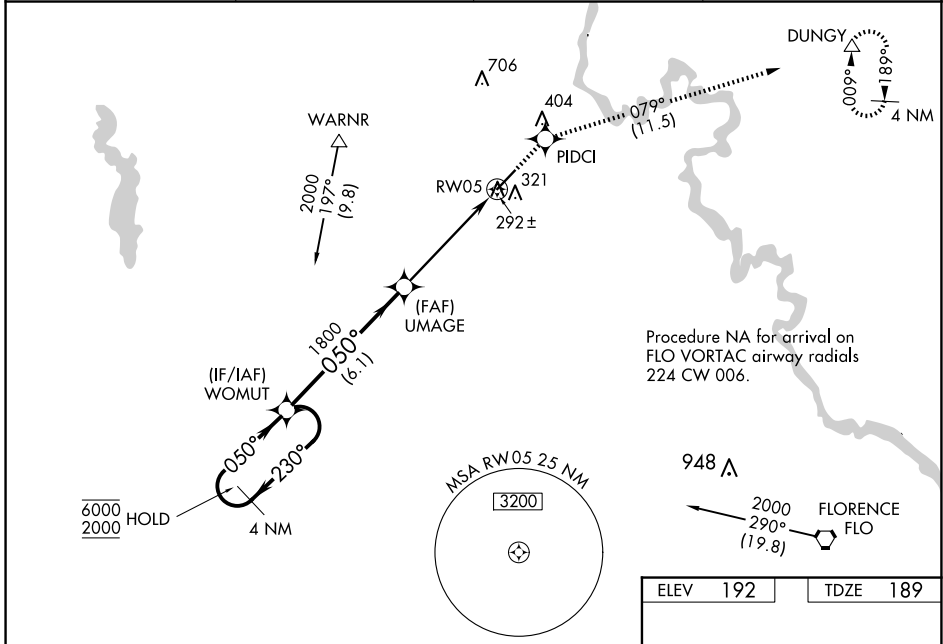 706
DUNGY
189°
009°
4 NM
404
079°
(11.5)
WARNR
PIDCI
RW05
321
292±
2000
197°
(9.8)
(FAF)
UMAGE
1800
050°
(6.1)
Procedure NA for arrival on
FLO VORTAC airway radials
224 CW 006.
(IF/IAF)
WOMUT
050°
230°
MSA RW05 25 NM
3200
948
6000
2000
HOLD
4 NM
2000
290°
(19.8)
FLORENCE
FLO
ELEV 192
TDZE 189